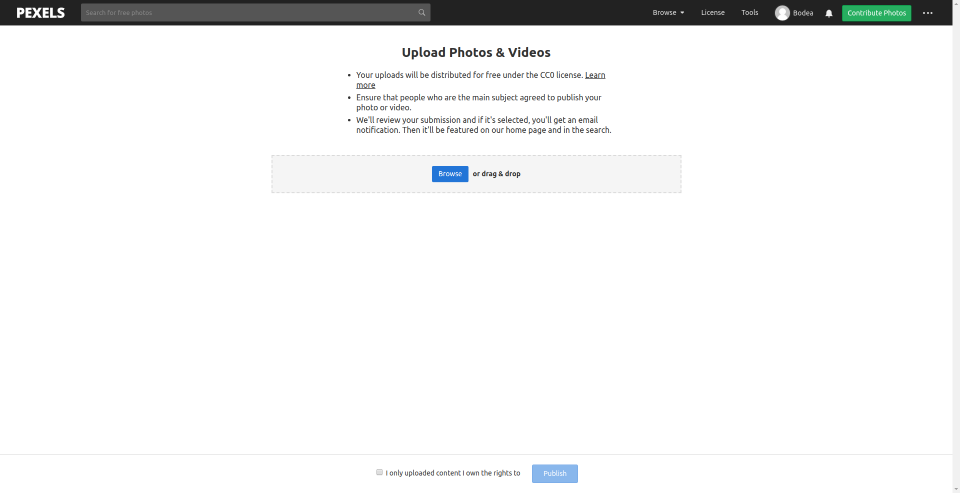 PEXELS
Search for free photos
Browse
License
Tools
Bodea
Contribute Photos
Upload Photos & Videos
Your uploads will be distributed for free under the CC0 license. Learn
more
Ensure that people who are the main subject agreed to publish your
photo or video.
We'll review your submission and if it's selected, you'll get an email
notification. Then it'll be featured on our home page and in the search.
Browse or drag & drop
I only uploaded content I own the rights to
Publish